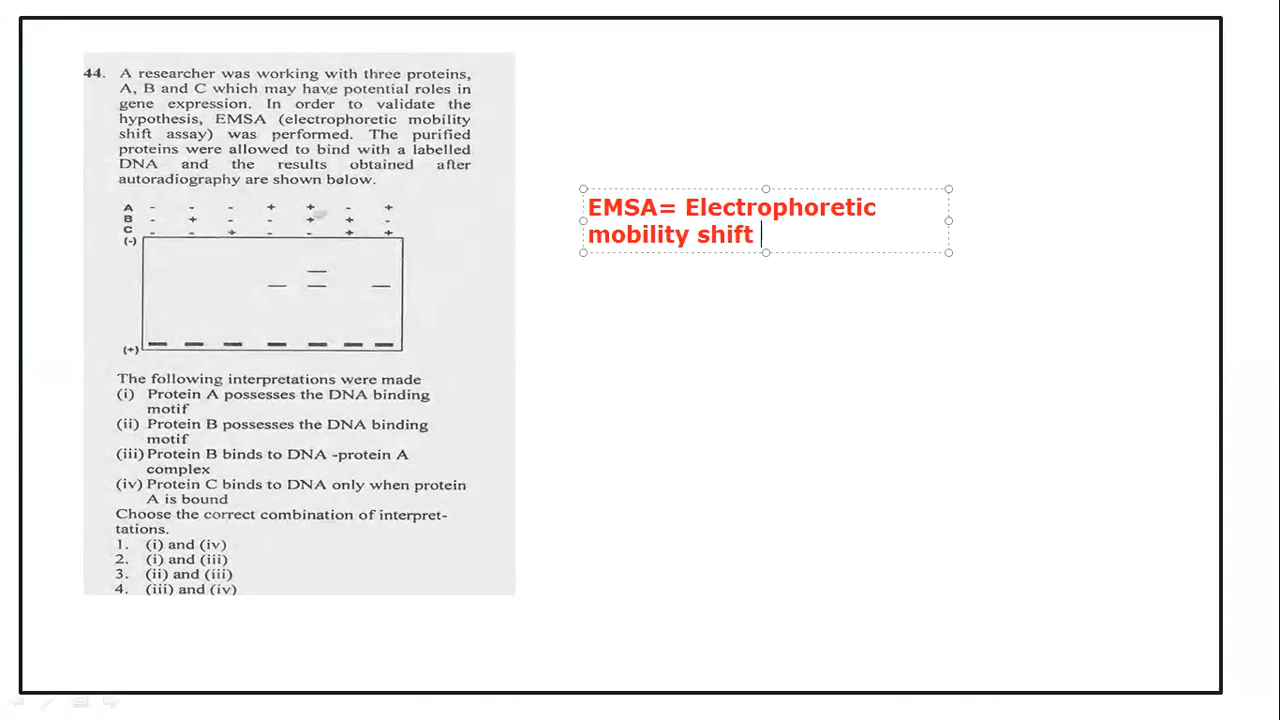 44. A researcher was working with three proteins,
A, B and C which may have potential roles in
gene expression. In order to validate the
hypothesis, EMSA (electrophoretic mobility
shift assay) was performed. The purified
proteins were allowed to bind with a labelled
DNA and the results obtained after
autoradiography are shown below.
A - - - + + - +
B - + - - + + -
C - - + - - + +
(-)
(+)
The following interpretations were made
(i) Protein A possesses the DNA binding
motif
(ii) Protein B possesses the DNA binding
motif
(iii) Protein B binds to DNA -protein A
complex
(iv) Protein C binds to DNA only when protein
A is bound
Choose the correct combination of interpret-
tations.
1. (i) and (iv)
2. (i) and (iii)
3. (ii) and (iii)
4. (iii) and (iv)
EMSA= Electrophoretic
mobility shift